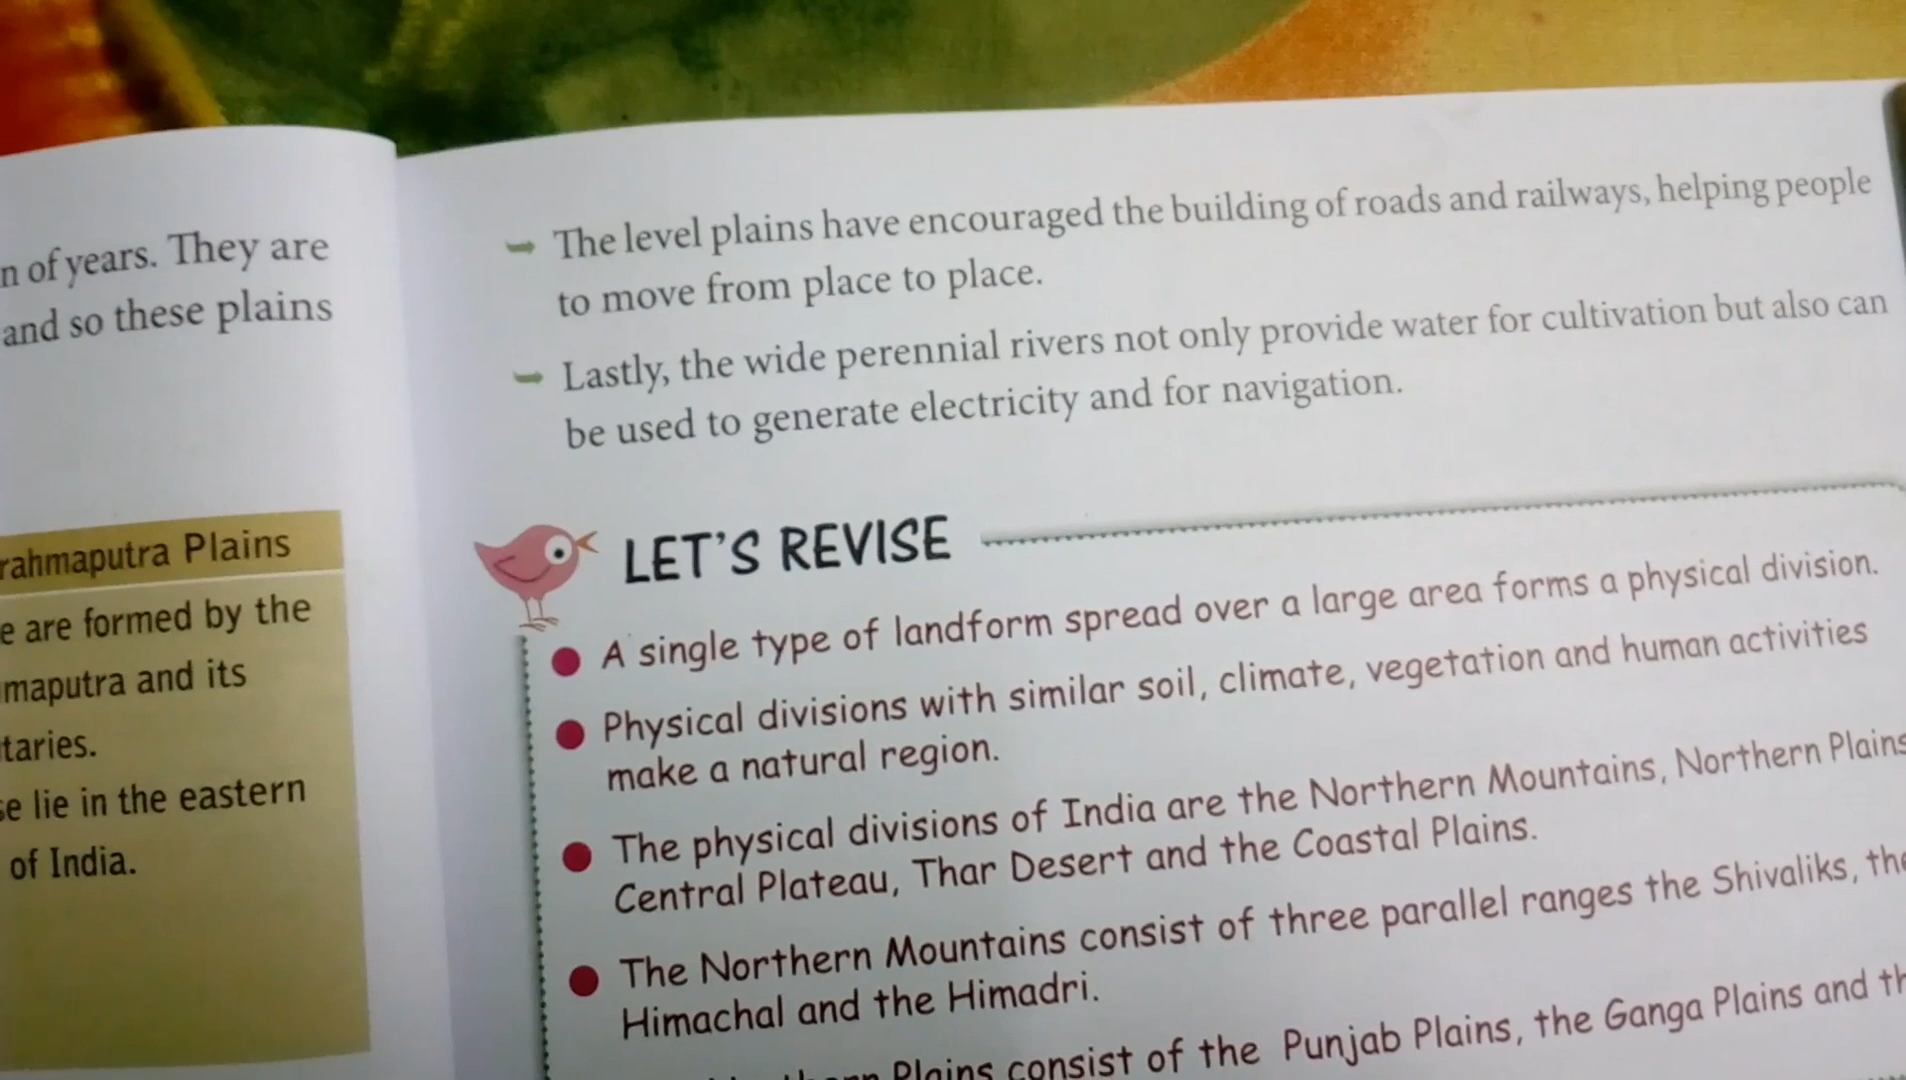 n of years. They are
and so these plains
rahmaputra Plains
e are formed by the
maputra and its
taries.
se lie in the eastern
of India.
The level plains have encouraged the building of roads and railways, helping people
to move from place to place.
Lastly, the wide perennial rivers not only provide water for cultivation but also can
be used to generate electricity and for navigation.
LET'S REVISE
A single type of landform spread over a large area forms a physical division.
Physical divisions with similar soil, climate, vegetation and human activities
make a natural region.
The physical divisions of India are the Northern Mountains, Northern Plains
Central Plateau, Thar Desert and the Coastal Plains.
The Northern Mountains consist of three parallel ranges the Shivaliks, the
Himachal and the Himadri.
Plains consist of the Punjab Plains, the Ganga Plains and th